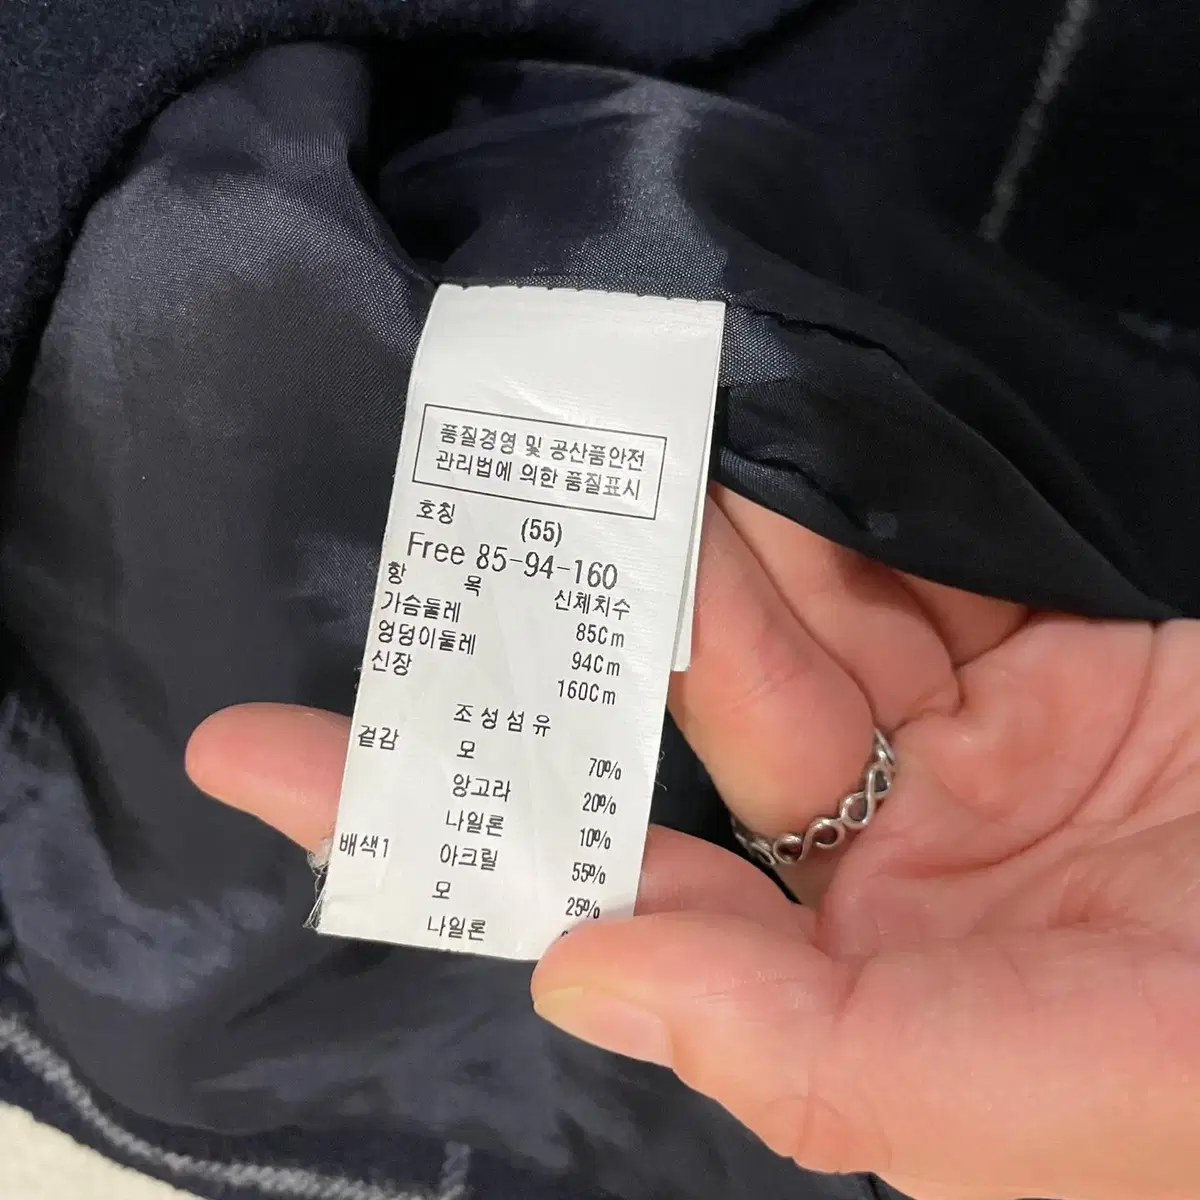 품질경영 및 공산품안전
관리법에 의한 품질표시
호칭 (55)
Free 85-94-160
항 목 신체치수
가슴둘레 85Cm
엉덩이둘레 94Cm
신장 160Cm
조성섬유
겉감 모 70%
앙고라 20%
나일론 10%
배색1 아크릴 55%
모 25%
나일론